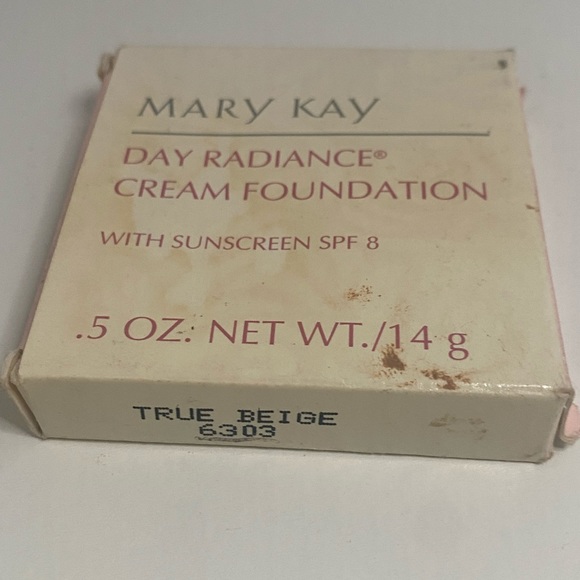 MARY KAY
DAY RADIANCE®
CREAM FOUNDATION
WITH SUNSCREEN SPF 8
.5 OZ. NET WT./14 g
TRUE BEIGE
6303